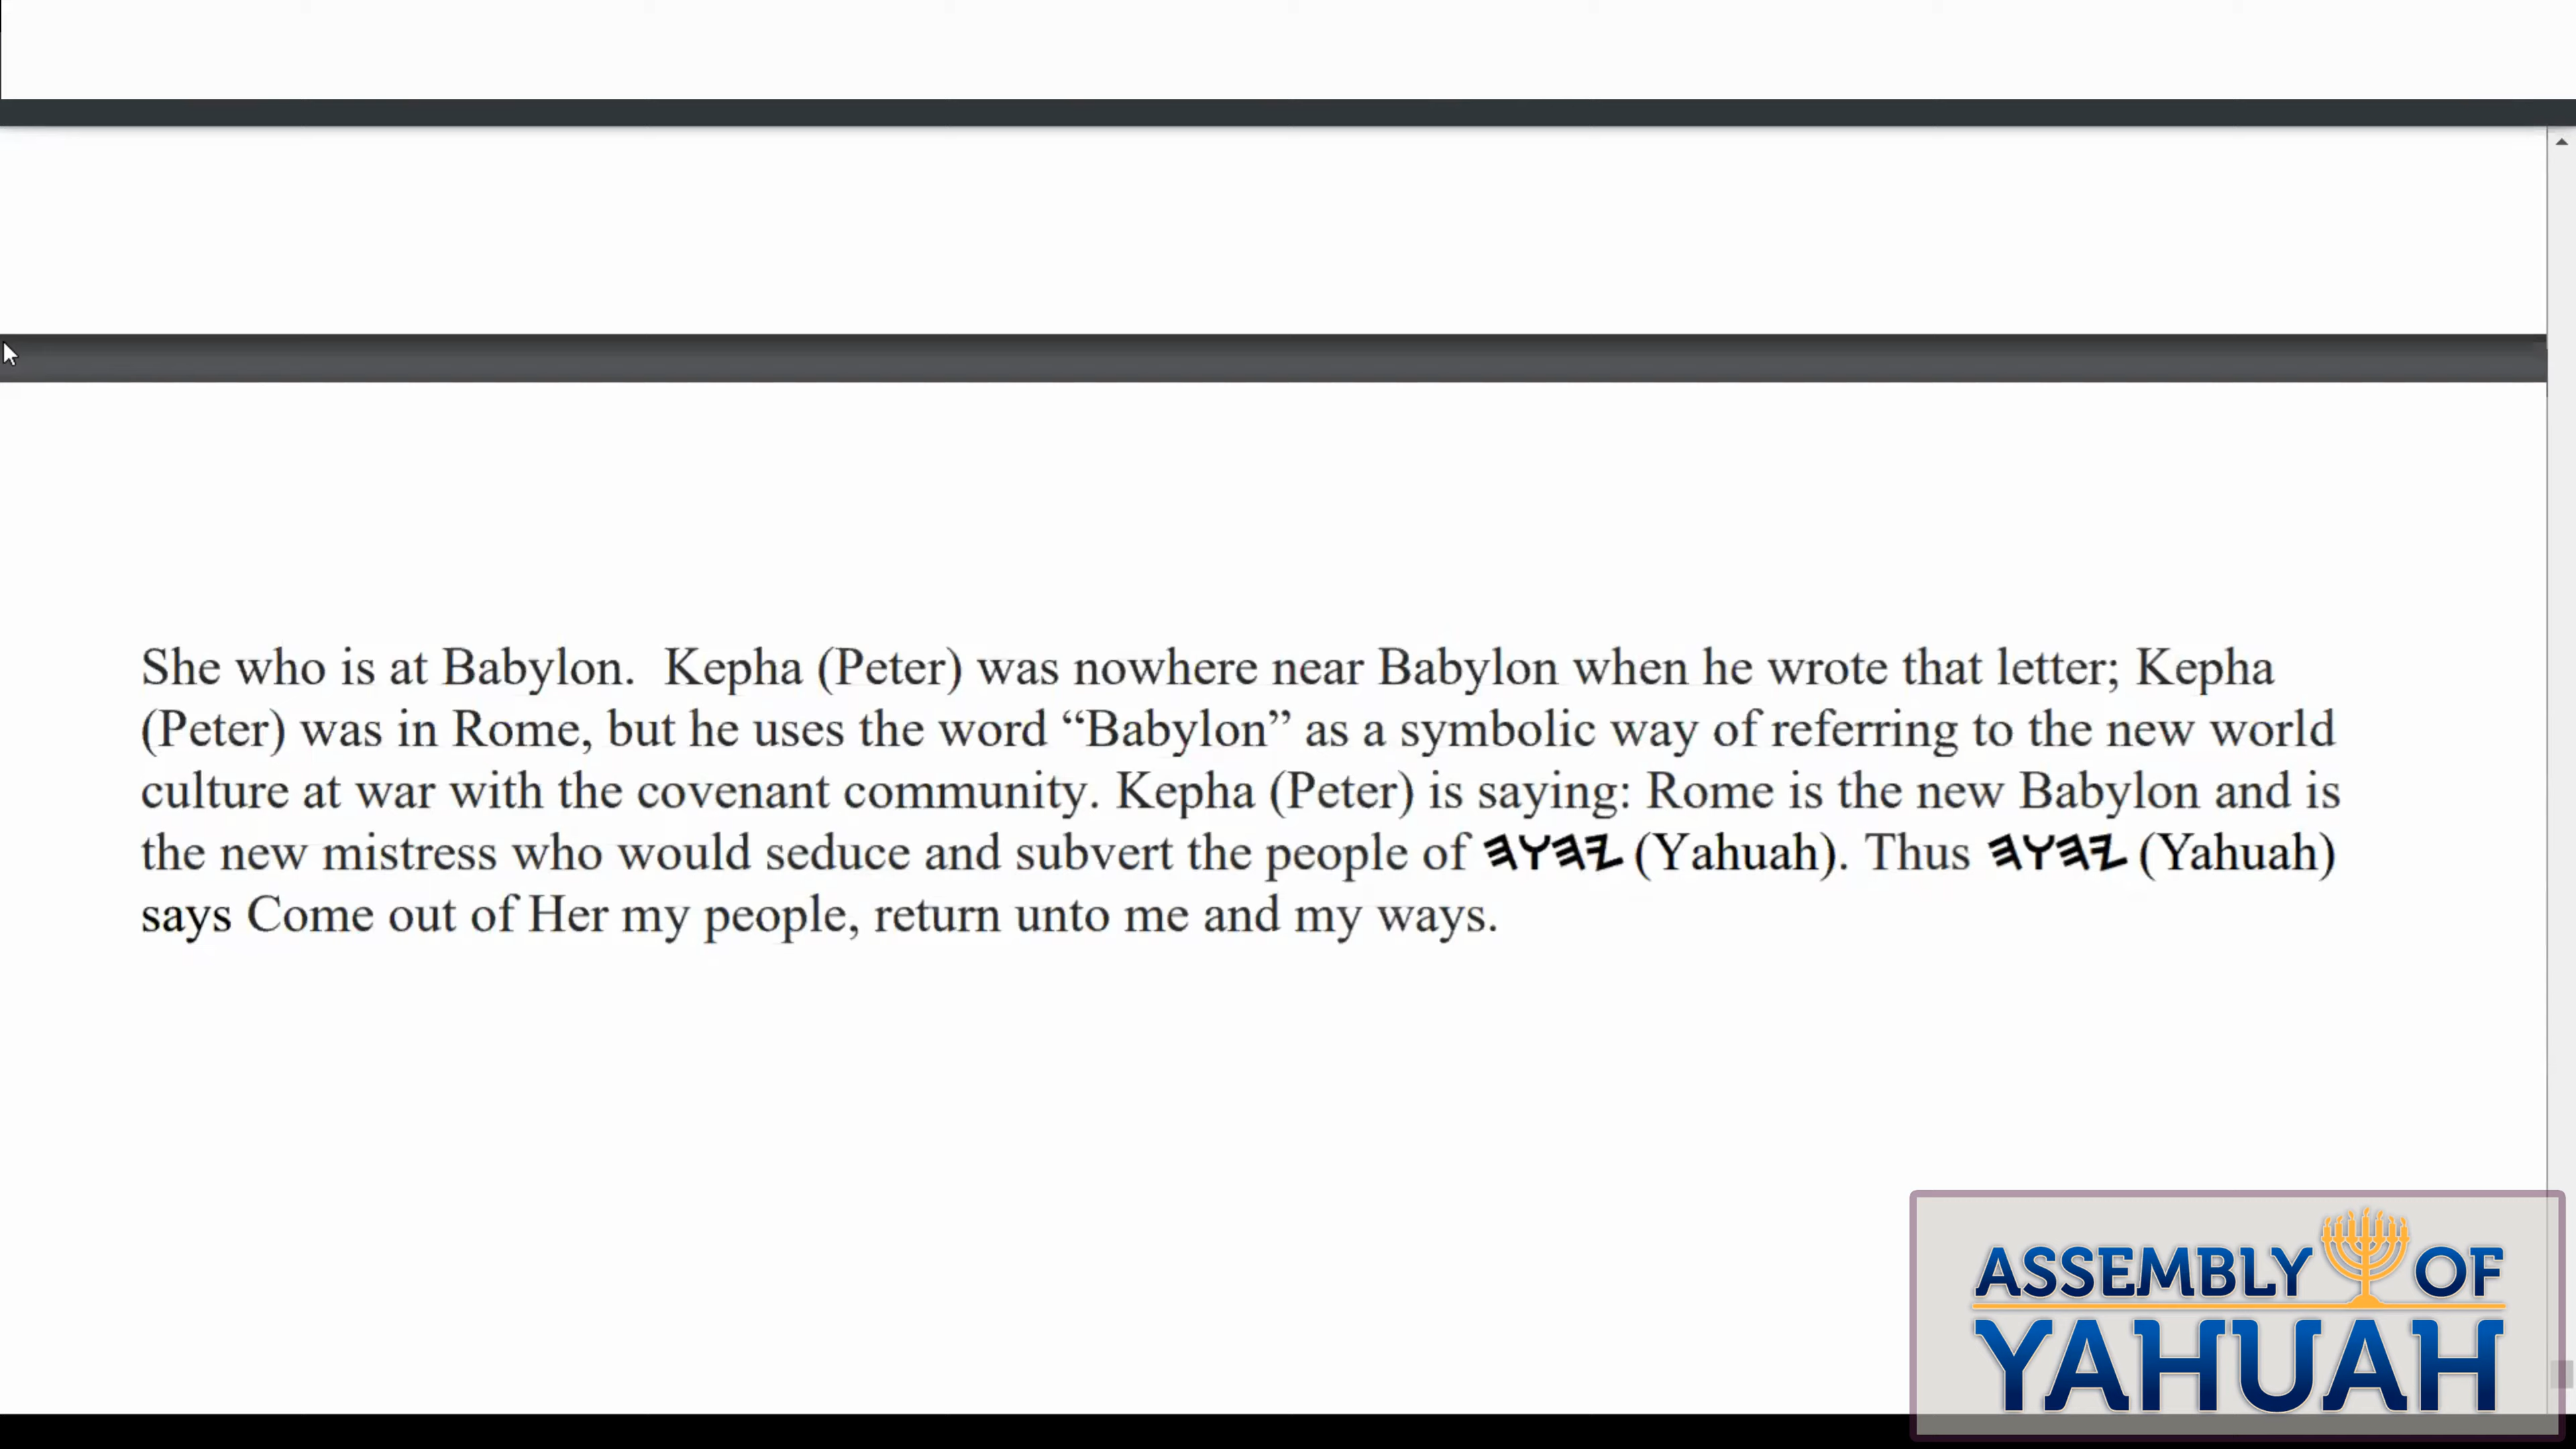 She who is at Babylon.  Kepha (Peter) was nowhere near Babylon when he wrote that letter; Kepha
(Peter) was in Rome, but he uses the word “Babylon” as a symbolic way of referring to the new world
culture at war with the covenant community. Kepha (Peter) is saying: Rome is the new Babylon and is
the new mistress who would seduce and subvert the people of 𐤉𐤄𐤅𐤄 (Yahuah). Thus 𐤉𐤄𐤅𐤄 (Yahuah)
says Come out of Her my people, return unto me and my ways.
ASSEMBLY OF
YAHUAH